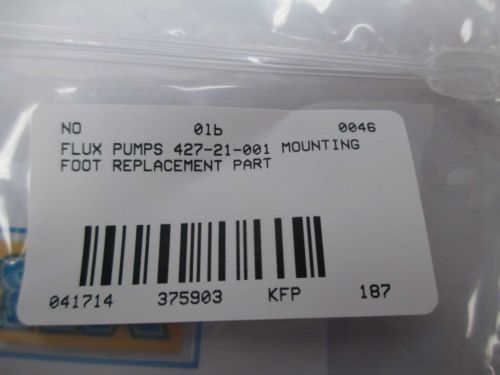 NO 01b 0046
FLUX PUMPS 427-21-001 MOUNTING
FOOT REPLACEMENT PART
041714 375903 KFP 187